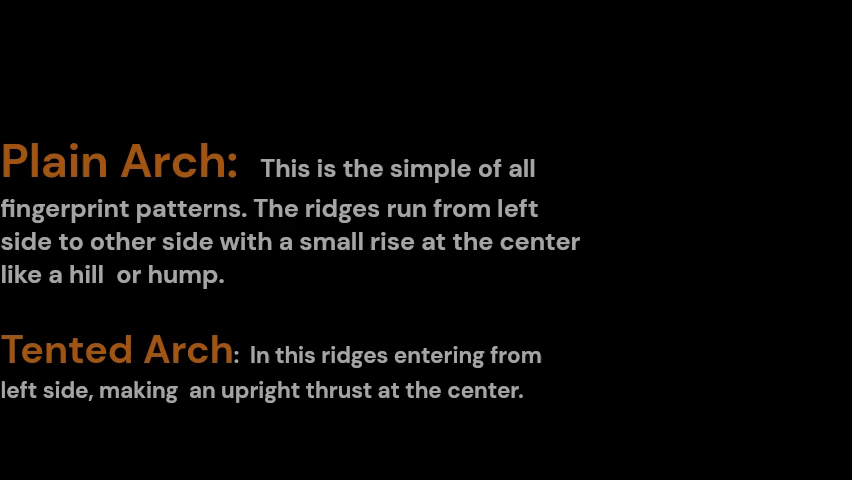 Plain Arch: This is the simple of all
fingerprint patterns. The ridges run from left
side to other side with a small rise at the center
like a hill or hump.
Tented Arch: In this ridges entering from
left side, making an upright thrust at the center.